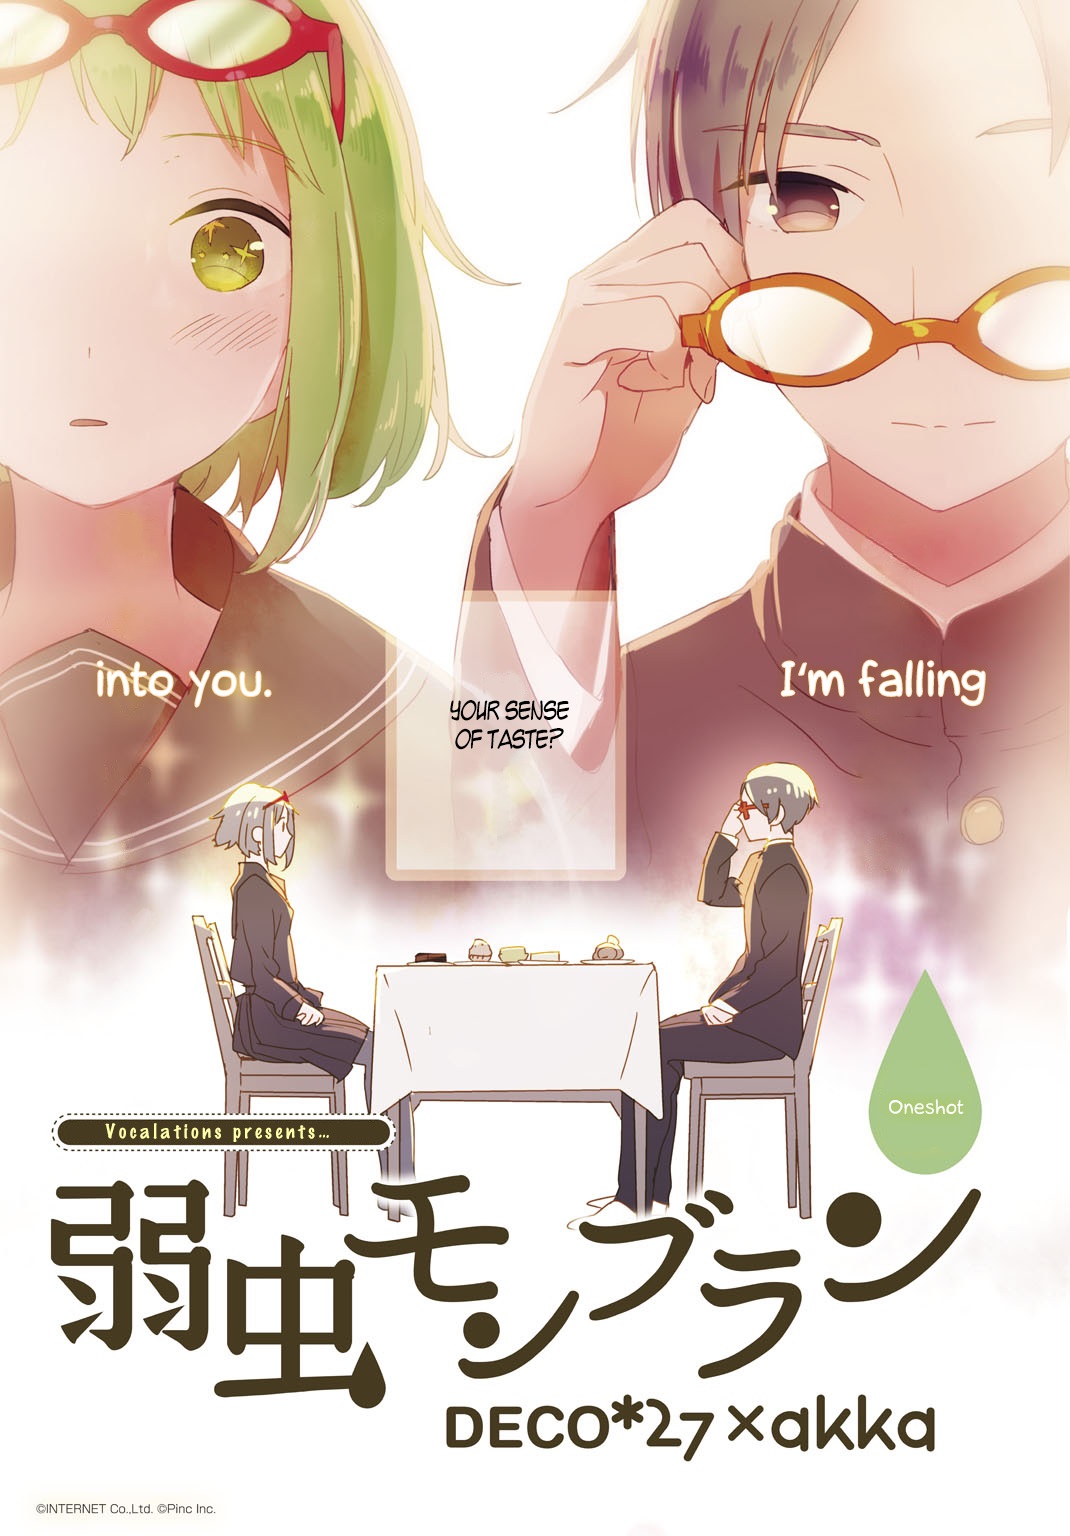 I'm falling
into you.
YOUR SENSE
OF TASTE?
Oneshot
Vocalations presents...
弱虫モンブラン
DECO*27×akka
©INTERNET Co.,Ltd. ©Pinc Inc.